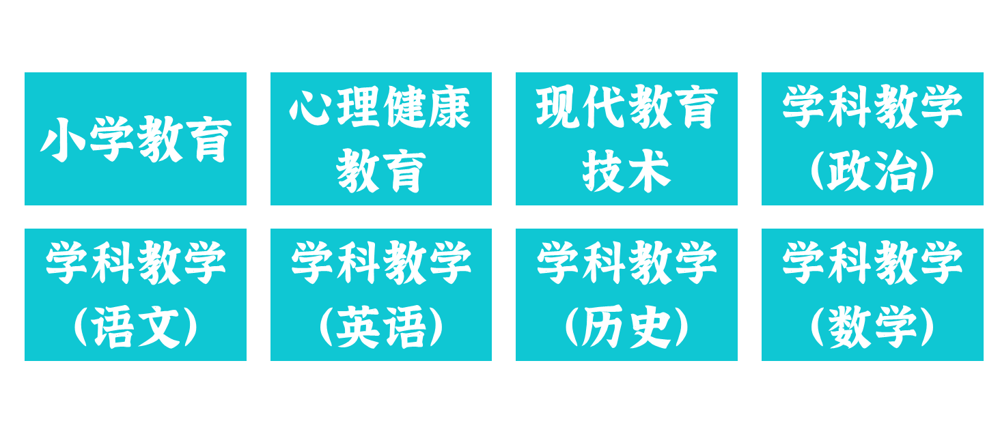 小学教育
心理健康
教育
现代教育
技术
学科教学
(政治)
学科教学
(语文)
学科教学
(英语)
学科教学
(历史)
学科教学
(数学)